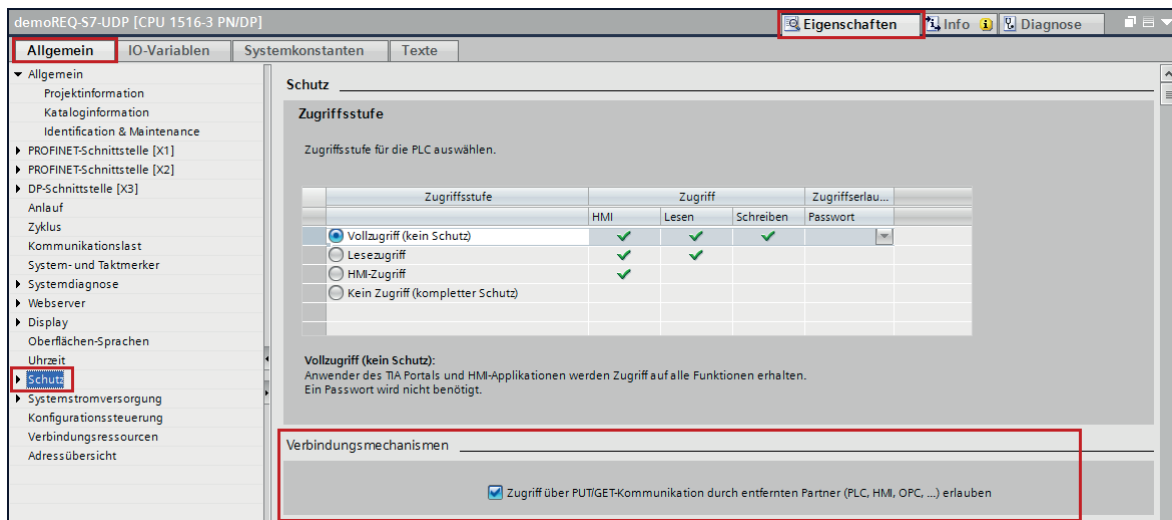 demoREQ-S7-UDP [CPU 1516-3 PN/DP]
Eigenschaften
Info
Diagnose
Allgemein
IO-Variablen
Systemkonstanten
Texte
Allgemein
Projektinformation
Kataloginformation
Identification & Maintenance
PROFINET-Schnittstelle [X1]
PROFINET-Schnittstelle [X2]
DP-Schnittstelle [X3]
Anlauf
Zyklus
Kommunikationslast
System- und Taktmerker
Systemdiagnose
Webserver
Display
Oberflächen-Sprachen
Uhrzeit
Schutz
Systemstromversorgung
Konfigurationssteuerung
Verbindungsressourcen
Adressübersicht
Schutz
Zugriffsstufe
Zugriffsstufe für die PLC auswählen.
Zugriffsstufe Zugriff Zugriffserlau...
HMI Lesen Schreiben Passwort
Vollzugriff (kein Schutz)
Lesezugriff
HMI-Zugriff
Kein Zugriff (kompletter Schutz)
Vollzugriff (kein Schutz):
Anwender des TIA Portals und HMI-Applikationen werden Zugriff auf alle Funktionen erhalten.
Ein Passwort wird nicht benötigt.
Verbindungsmechanismen
Zugriff über PUT/GET-Kommunikation durch entfernten Partner (PLC, HMI, OPC, ...) erlauben